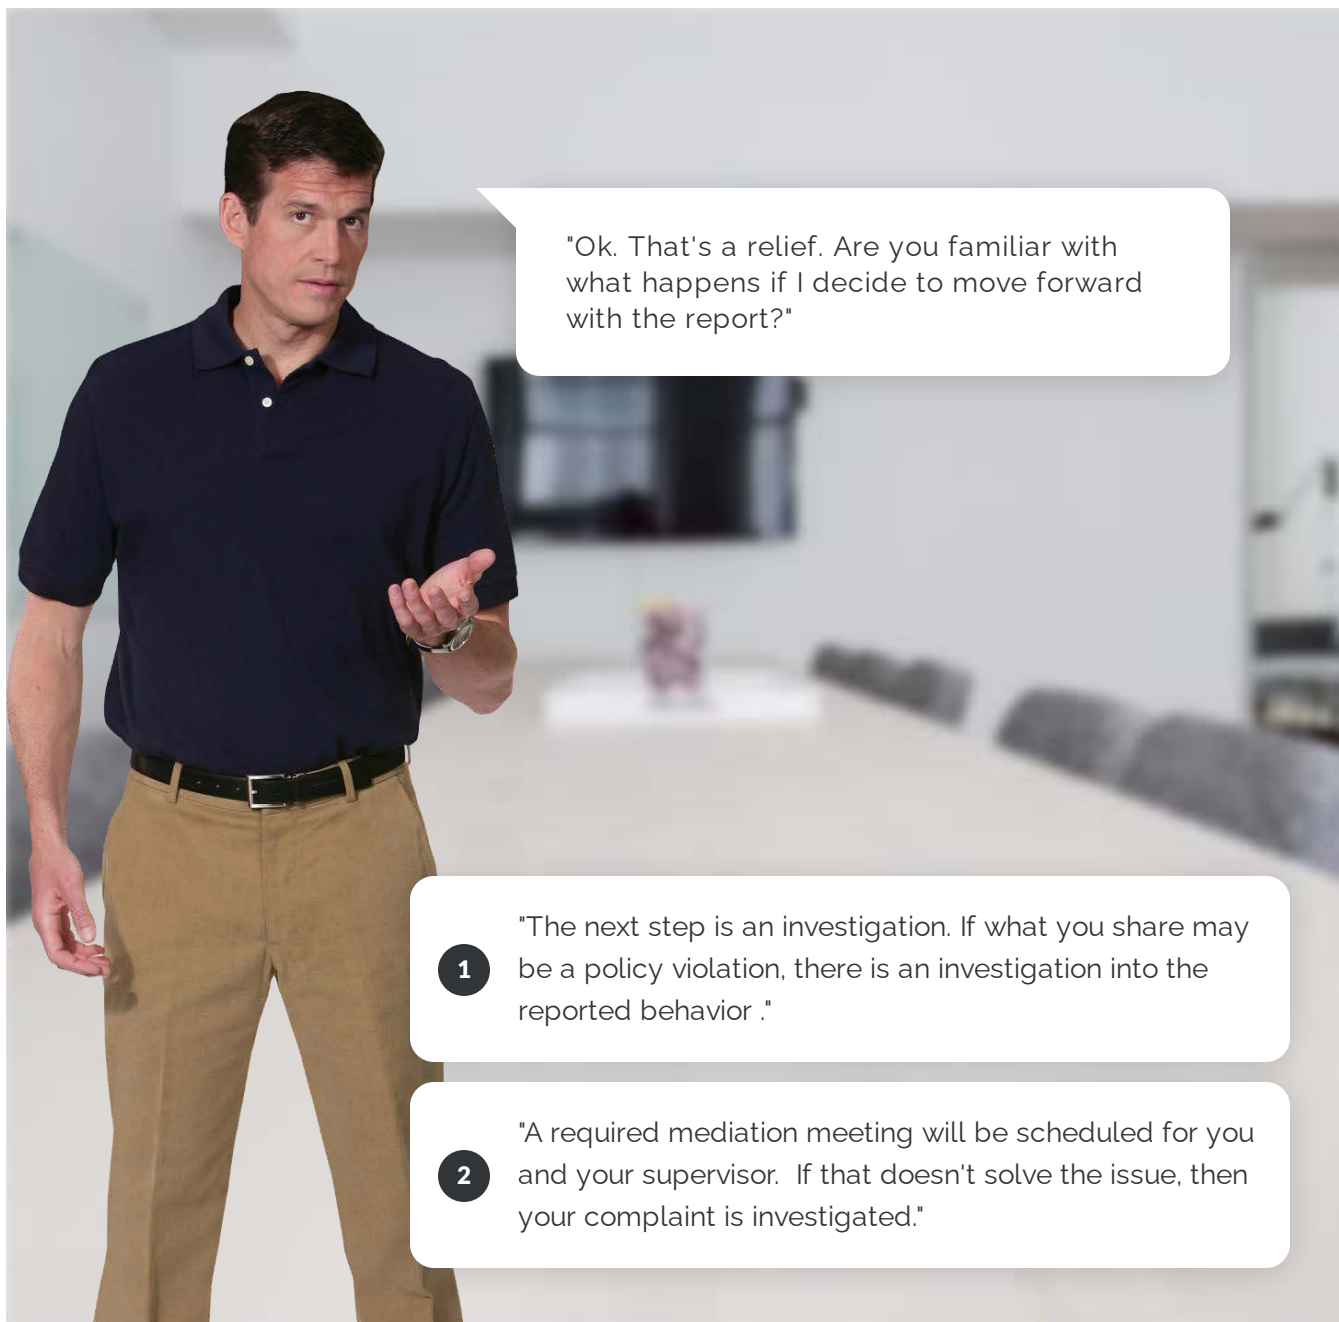 "Ok. That's a relief. Are you familiar with
what happens if I decide to move forward
with the report?"
1
"The next step is an investigation. If what you share may
be a policy violation, there is an investigation into the
reported behavior ."
2
"A required mediation meeting will be scheduled for you
and your supervisor.  If that doesn't solve the issue, then
your complaint is investigated."